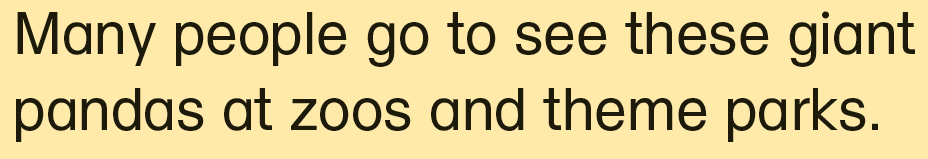 Many people go to see these giant
pandas at zoos and theme parks.